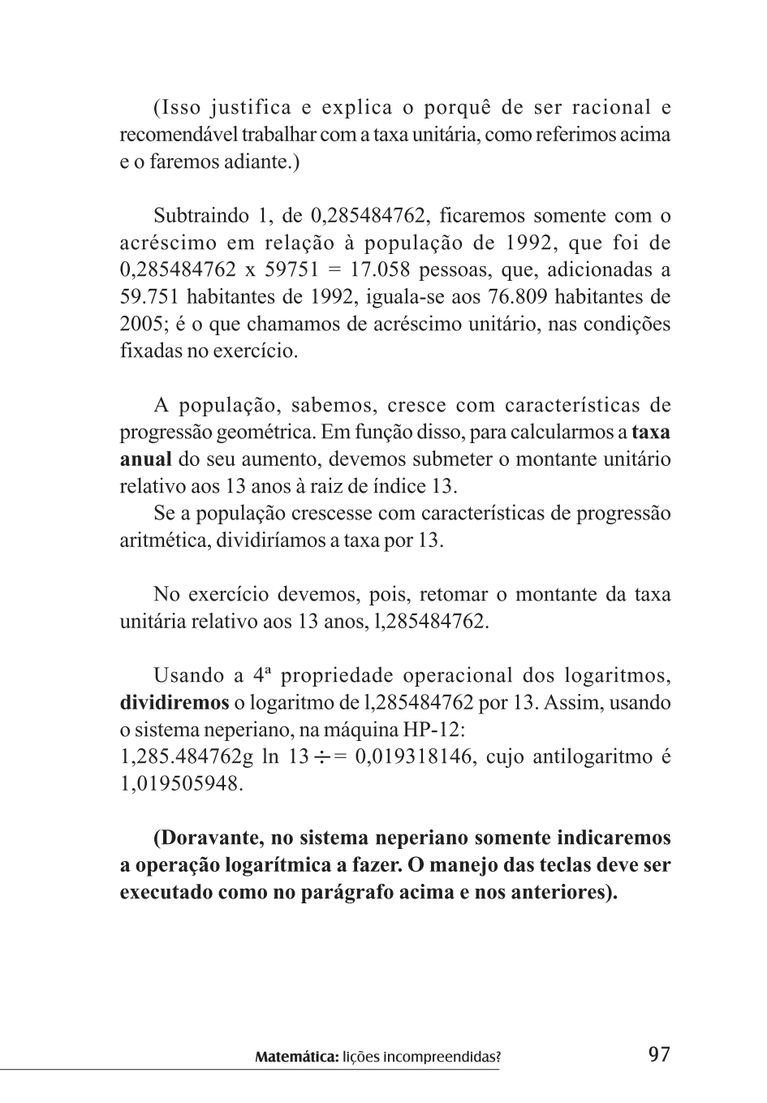 (Isso justifica e explica o porquê de ser racional e
recomendável trabalhar com a taxa unitária, como referimos acima
e o faremos adiante.)
Subtraindo 1, de 0,285484762, ficaremos somente com o
acréscimo em relação à população de 1992, que foi de
0,285484762 x 59751 = 17.058 pessoas, que, adicionadas a
59.751 habitantes de 1992, iguala-se aos 76.809 habitantes de
2005; é o que chamamos de acréscimo unitário, nas condições
fixadas no exercício.
A população, sabemos, cresce com características de
progressão geométrica. Em função disso, para calcularmos a taxa
anual do seu aumento, devemos submeter o montante unitário
relativo aos 13 anos à raiz de índice 13.
Se a população crescesse com características de progressão
aritmética, dividiríamos a taxa por 13.
No exercício devemos, pois, retomar o montante da taxa
unitária relativo aos 13 anos, l,285484762.
Usando a 4ª propriedade operacional dos logaritmos,
dividiremos o logaritmo de l,285484762 por 13. Assim, usando
o sistema neperiano, na máquina HP-12:
1,285.484762g ln 13 ÷ = 0,019318146, cujo antilogaritmo é
1,019505948.
(Doravante, no sistema neperiano somente indicaremos
a operação logarítmica a fazer. O manejo das teclas deve ser
executado como no parágrafo acima e nos anteriores).
Matemática: lições incompreendidas? 97